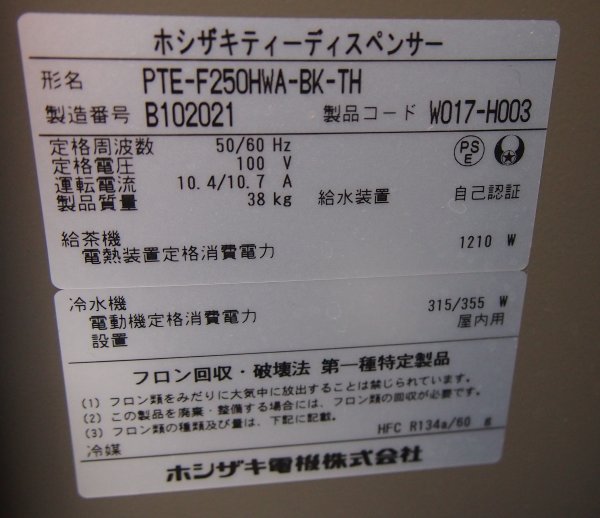 ホシザキティーディスペンサー
形名 PTE-F250HWA-BK-TH
製造番号 B102021 製品コード W017-H003
定格周波数 50/60 Hz
定格電圧 100 V
運転電流 10.4/10.7 A
製品質量 38 kg 給水装置 自己認証
PS
E
給茶機
電熱装置定格消費電力 1210 W
冷水機
電動機定格消費電力 315/355 W
設置 屋内用
フロン回収・破壊法 第一種特定製品
(1) フロン類をみだりに大気中に放出することは禁じられています。
(2) この製品を廃棄・整備する場合には、フロン類の回収が必要です。
(3) フロン類の種類及び量は、下記に記載。
冷媒 HFC R134a/60 g
ホシザキ電機株式会社